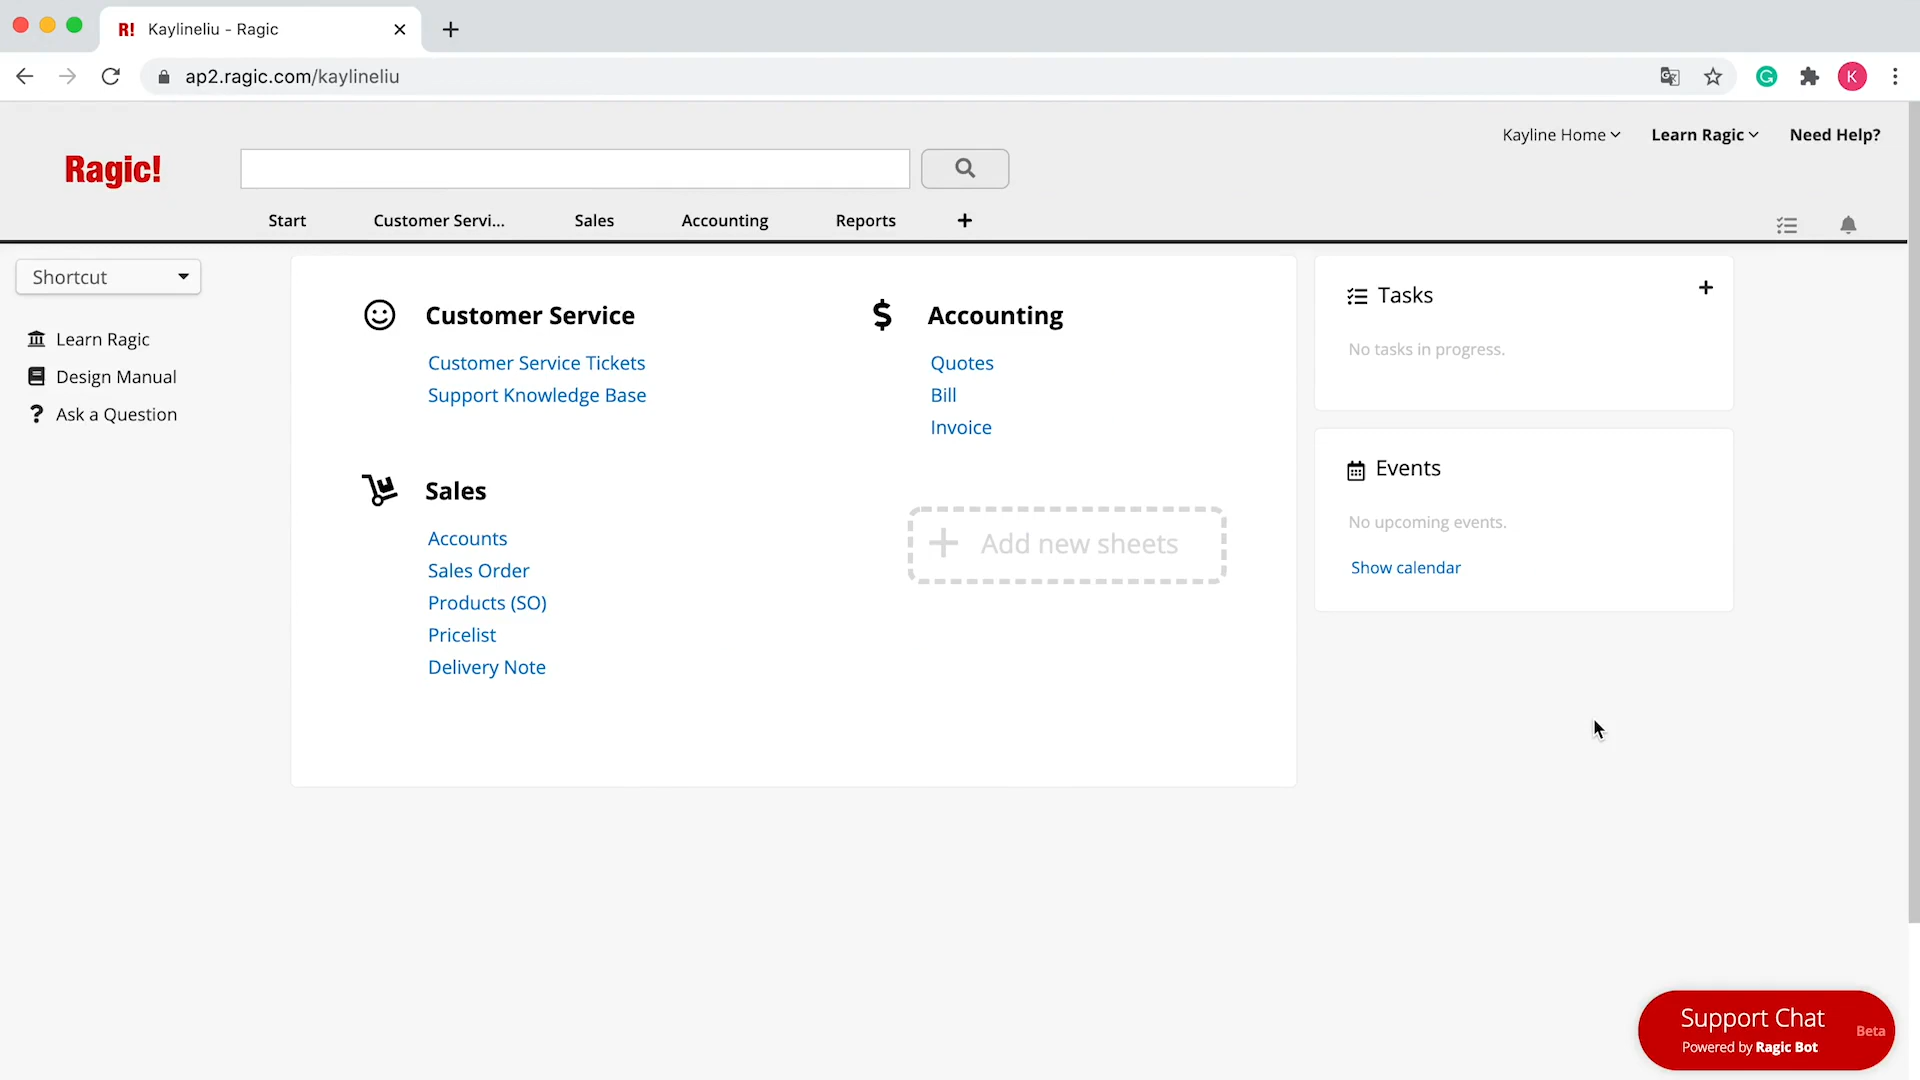 R! Kaylineliu - Ragic
ap2.ragic.com/kaylineliu
G
K
Kayline Home
Learn Ragic
Need Help?
Ragic!
Start
Customer Servi...
Sales
Accounting
Reports
Shortcut
Learn Ragic
Design Manual
Ask a Question
Customer Service
Customer Service Tickets
Support Knowledge Base
Sales
Accounts
Sales Order
Products (SO)
Pricelist
Delivery Note
$ Accounting
Quotes
Bill
Invoice
+ Add new sheets
Tasks
No tasks in progress.
Events
No upcoming events.
Show calendar
Support Chat
Beta
Powered by Ragic Bot